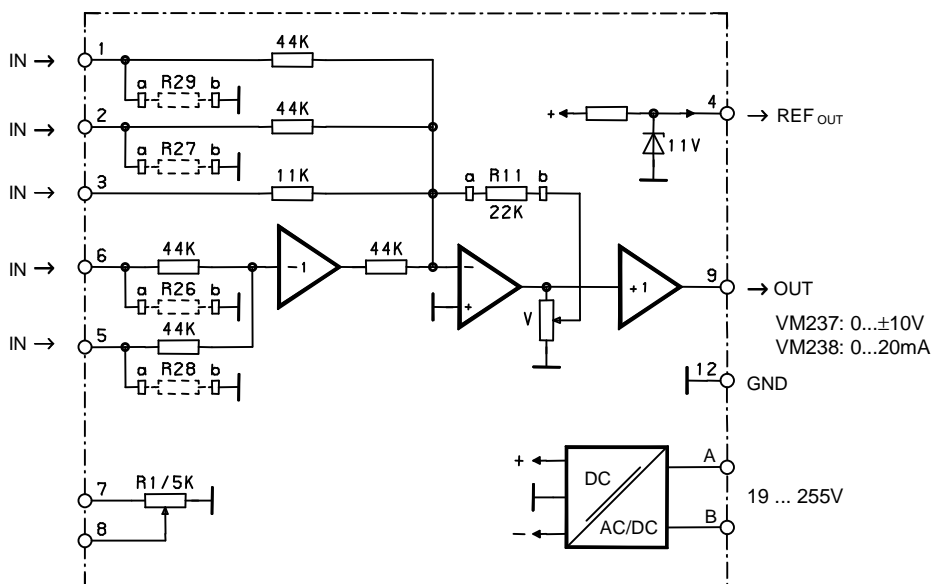 1 44K
IN →
a R29 b
2 44K 4
IN → + → REF OUT
a R27 b 11V
3 11K a R11 b
IN → 22K
6 44K 44K
IN → -1 - + +1 9 → OUT
a R26 b V VM237: 0...±10V
44K VM238: 0...20mA
IN → 5
a R28 b 12 GND
+ DC A
7 R1/5K 19 ... 255V
8 - AC/DC B